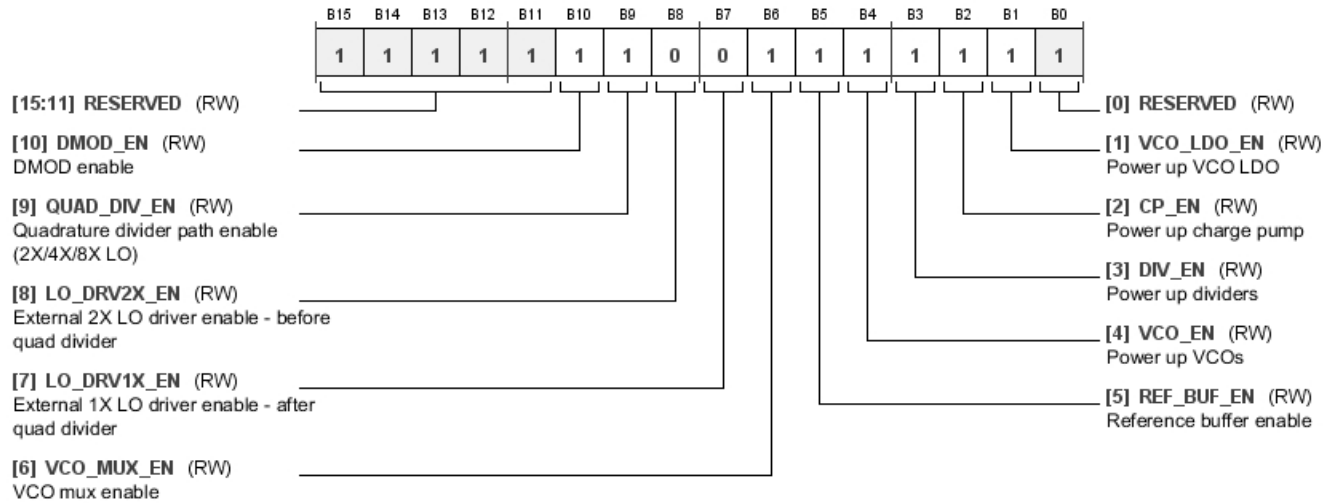 B15 B14 B13 B12 B11 B10 B9 B8 B7 B6 B5 B4 B3 B2 B1 B0
1 1 1 1 1 1 1 0 0 1 1 1 1 1 1 1
[15:11] RESERVED (RW)
[10] DMOD_EN (RW)
DMOD enable
[9] QUAD_DIV_EN (RW)
Quadrature divider path enable
(2X/4X/8X LO)
[8] LO_DRV2X_EN (RW)
External 2X LO driver enable - before
quad divider
[7] LO_DRV1X_EN (RW)
External 1X LO driver enable - after
quad divider
[6] VCO_MUX_EN (RW)
VCO mux enable
[0] RESERVED (RW)
[1] VCO_LDO_EN (RW)
Power up VCO LDO
[2] CP_EN (RW)
Power up charge pump
[3] DIV_EN (RW)
Power up dividers
[4] VCO_EN (RW)
Power up VCOs
[5] REF_BUF_EN (RW)
Reference buffer enable